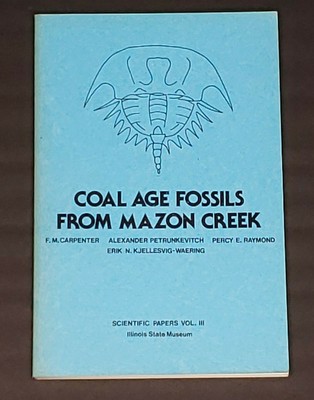 COAL AGE FOSSILS
FROM MAZON CREEK
F. M. CARPENTER ALEXANDER PETRUNKEVITCH PERCY E. RAYMOND
ERIK N. KJELLESVIG-WAERING
SCIENTIFIC PAPERS VOL. III
Illinois State Museum